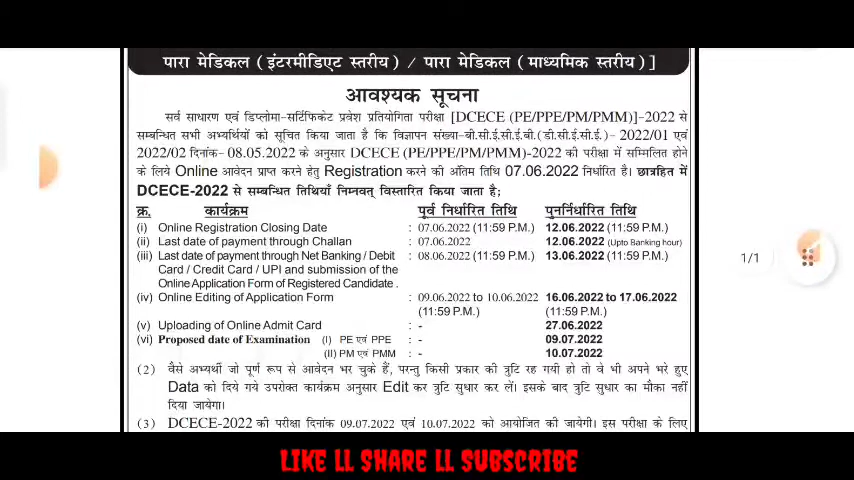 पारा मेडिकल ( इंटरमीडिएट स्तरीय ) / पारा मेडिकल ( माध्यमिक स्तरीय ) ]
आवश्यक सूचना
सर्व साधारण एवं डिप्लोमा-सर्टिफिकेट प्रवेश प्रतियोगिता परीक्षा [DCECE (PE/PPE/PM/PMM)]-2022 से
सम्बन्धित सभी अभ्यर्थियों को सूचित किया जाता है कि विज्ञापन संख्या-बी.सी.ई.सी.ई.बी.(डी.सी.ई.सी.ई.)- 2022/01 एवं
2022/02 दिनांक- 08.05.2022 के अनुसार DCECE (PE/PPE/PM/PMM)-2022 की परीक्षा में सम्मिलित होने
के लिये Online आवेदन प्राप्त करने हेतु Registration करने की अंतिम तिथि 07.06.2022 निर्धारित है। छात्रहित में
DCECE-2022 से सम्बन्धित तिथियाँ निम्नवत् विस्तारित किया जाता है;
क्र. कार्यक्रम पूर्व निर्धारित तिथि पुनर्निर्धारित तिथि
(i) Online Registration Closing Date : 07.06.2022 (11:59 P.M.) 12.06.2022 (11:59 P.M.)
(ii) Last date of payment through Challan : 07.06.2022 12.06.2022 (Upto Banking hour)
(iii) Last date of payment through Net Banking / Debit : 08.06.2022 (11:59 P.M.) 13.06.2022 (11:59 P.M.)
Card / Credit Card / UPI and submission of the
Online Application Form of Registered Candidate .
(iv) Online Editing of Application Form : 09.06.2022 to 10.06.2022 16.06.2022 to 17.06.2022
(11:59 P.M.) (11:59 P.M.)
(v) Uploading of Online Admit Card : - 27.06.2022
(vi) Proposed date of Examination (I) PE एवं PPE : - 09.07.2022
(II) PM एवं PMM : - 10.07.2022
(2) वैसे अभ्यर्थी जो पूर्ण रूप से आवेदन भर चुके हैं, परन्तु किसी प्रकार की त्रुटि रह गयी हो तो वे भी अपने भरे हुए
Data को दिये गये उपरोक्त कार्यक्रम अनुसार Edit कर त्रुटि सुधार कर लें। इसके बाद त्रुटि सुधार का मौका नहीं
दिया जायेगा।
(3) DCECE-2022 की परीक्षा दिनांक 09.07.2022 एवं 10.07.2022 को आयोजित की जायेगी। इस परीक्षा के लिए
1/1
LIKE LL SHARE LL SUBSCRIBE